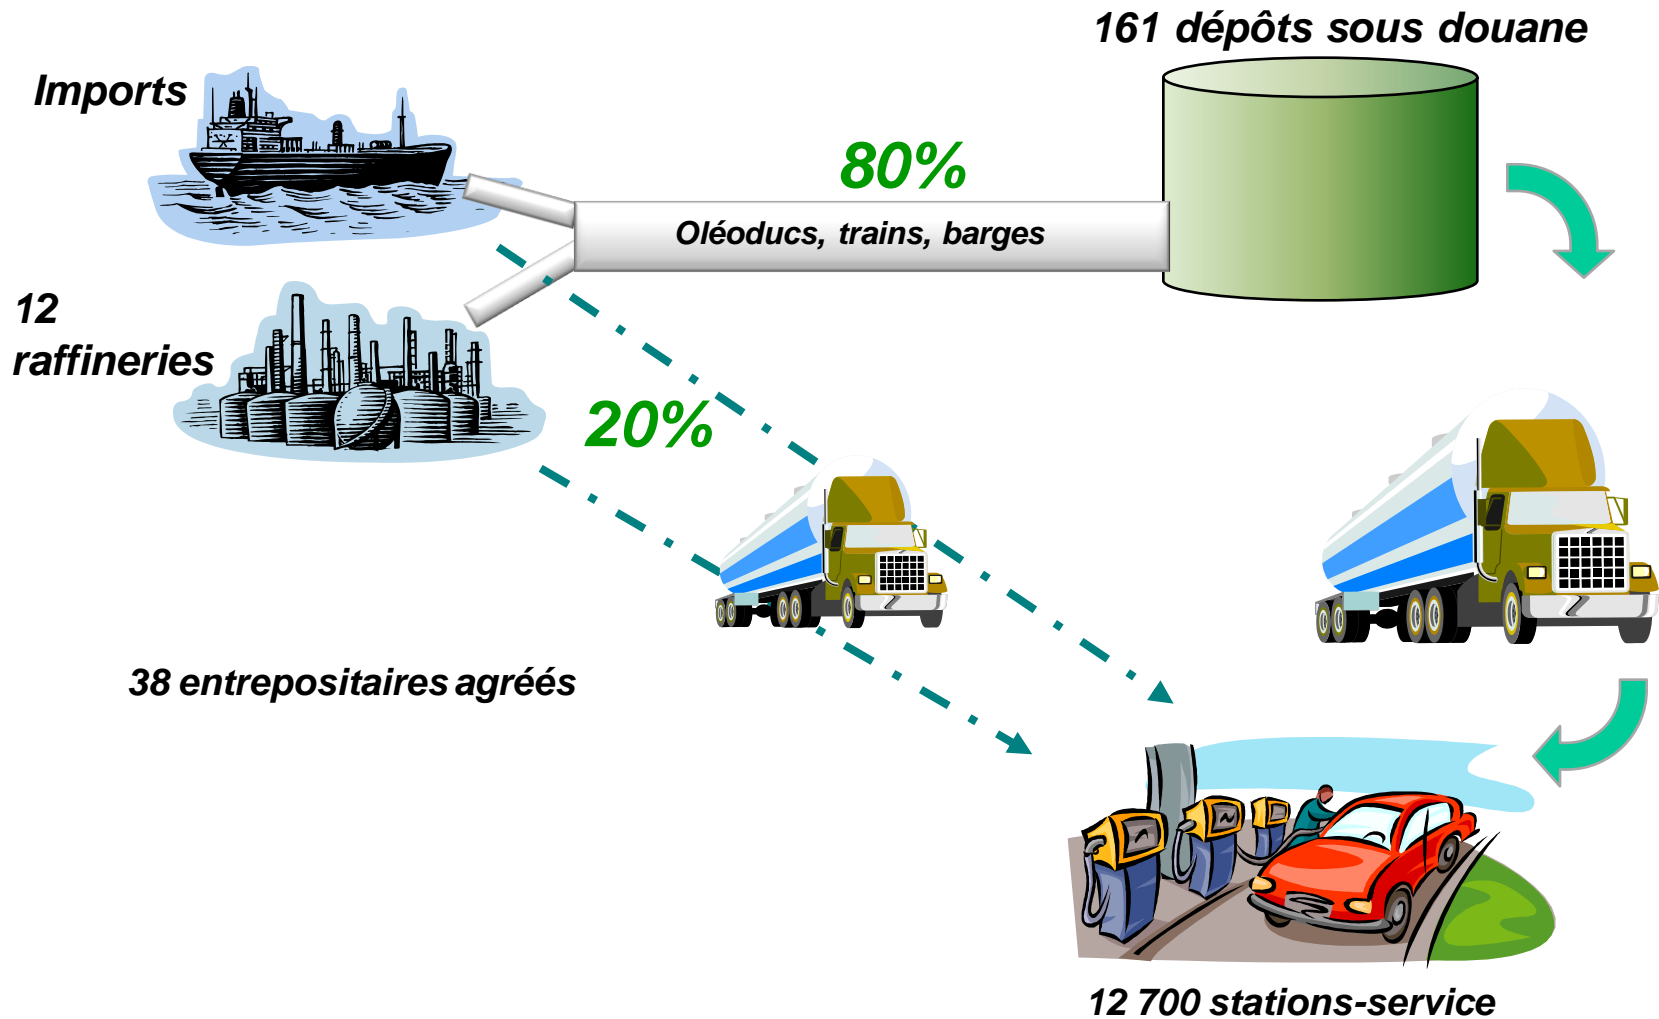 161 dépôts sous douane
Imports
80%
Oléoducs, trains, barges
12
raffineries
20%
38 entrepositaires agréés
12 700 stations-service